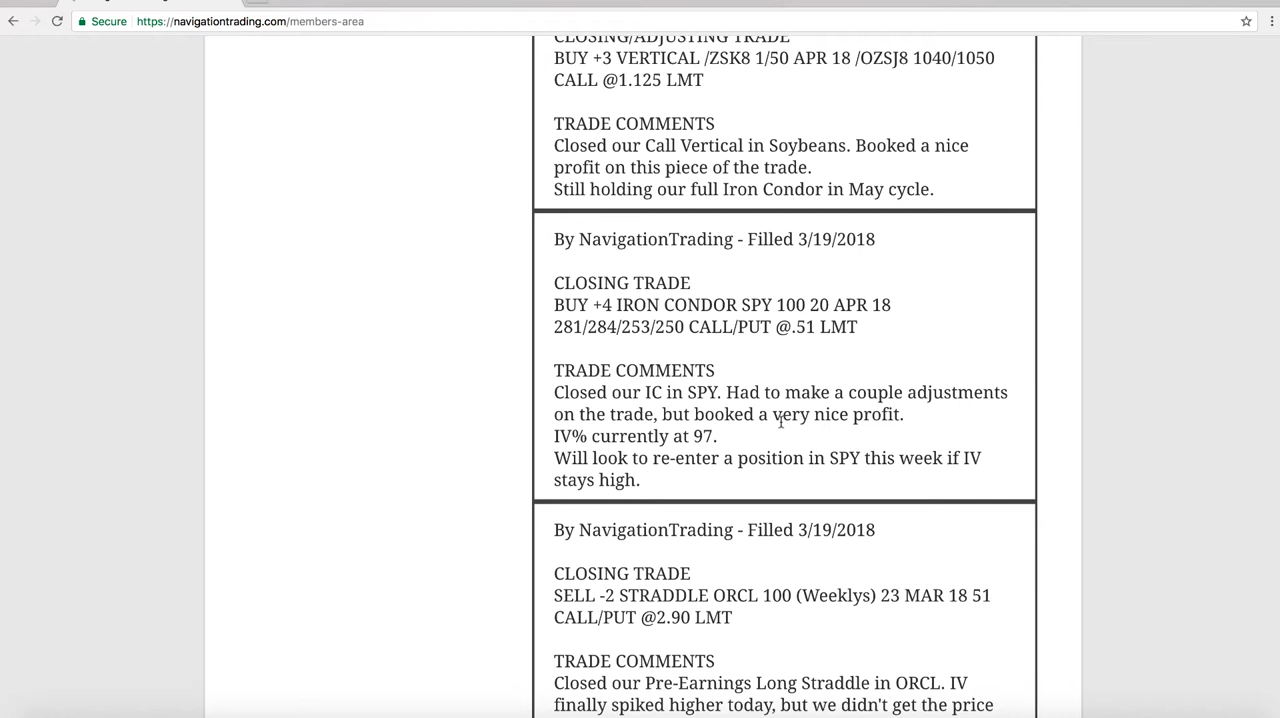 Secure https://navigationtrading.com/members-area
CLOSING/ADJUSTING TRADE
BUY +3 VERTICAL /ZSK8 1/50 APR 18 /OZSJ8 1040/1050
CALL @1.125 LMT
TRADE COMMENTS
Closed our Call Vertical in Soybeans. Booked a nice
profit on this piece of the trade.
Still holding our full Iron Condor in May cycle.
By NavigationTrading - Filled 3/19/2018
CLOSING TRADE
BUY +4 IRON CONDOR SPY 100 20 APR 18
281/284/253/250 CALL/PUT @.51 LMT
TRADE COMMENTS
Closed our IC in SPY. Had to make a couple adjustments
on the trade, but booked a very nice profit.
IV% currently at 97.
Will look to re-enter a position in SPY this week if IV
stays high.
By NavigationTrading - Filled 3/19/2018
CLOSING TRADE
SELL -2 STRADDLE ORCL 100 (Weeklys) 23 MAR 18 51
CALL/PUT @2.90 LMT
TRADE COMMENTS
Closed our Pre-Earnings Long Straddle in ORCL. IV
finally spiked higher today, but we didn't get the price